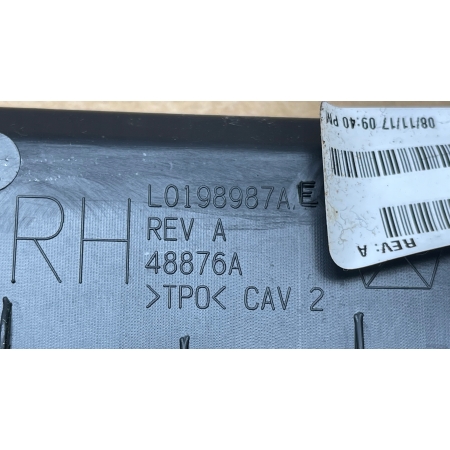 L0198987A.E
RH
REV A
48876A
>TPO< CAV 2
08/11/17 09:40 PM
REV: A